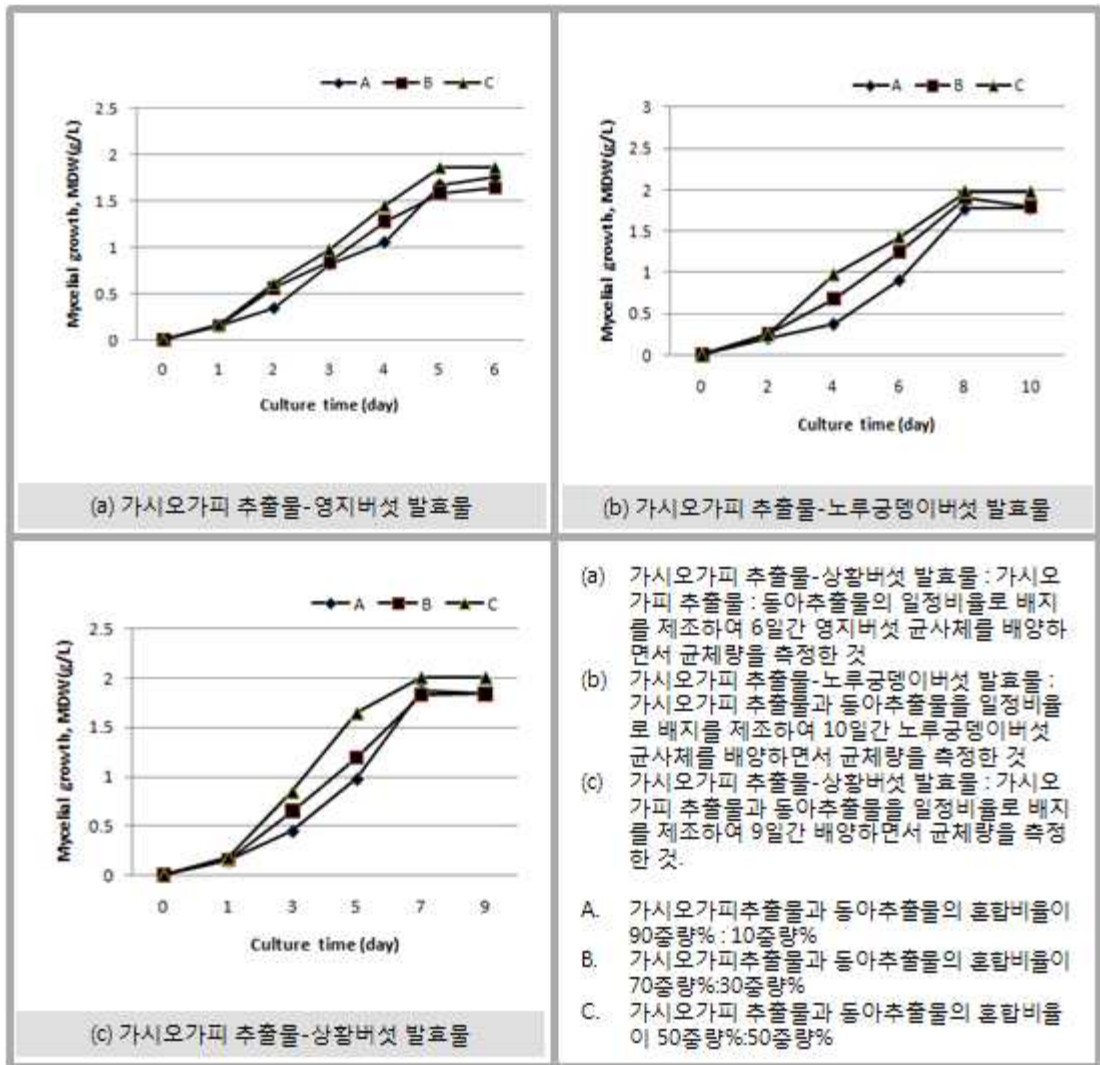 A B C
2.5
2
1.5
1
0.5
0
Mycelial growth, MDW(g/L)
0 1 2 3 4 5 6
Culture time (day)
(a) 가시오가피 추출물-영지버섯 발효물
A B C
3
2.5
2
1.5
1
0.5
0
Mycelial growth, MDW(g/L)
0 2 4 6 8 10
Culture time (day)
(b) 가시오가피 추출물-노루궁뎅이버섯 발효물
A B C
2.5
2
1.5
1
0.5
0
Mycelial growth, MDW(g/L)
0 1 3 5 7 9
Culture time (day)
(c) 가시오가피 추출물-상황버섯 발효물
(a) 가시오가피 추출물-상황버섯 발효물 : 가시오
가피 추출물 : 동아추출물의 일정비율로 배지
를 제조하여 6일간 영지버섯 균사체를 배양하
면서 균체량을 측정한 것
(b) 가시오가피 추출물-노루궁뎅이버섯 발효물 :
가시오가피 추출물과 동아추출물을 일정비율
로 배지를 제조하여 10일간 노루궁뎅이버섯
균사체를 배양하면서 균체량을 측정한 것
(c) 가시오가피 추출물-상황버섯 발효물 : 가시오
가피 추출물과 동아추출물을 일정비율로 배지
를 제조하여 9일간 배양하면서 균체량을 측정
한 것.
A. 가시오가피추출물과 동아추출물의 혼합비율이
90중량% : 10중량%
B. 가시오가피추출물과 동아추출물의 혼합비율이
70중량%:30중량%
C. 가시오가피 추출물과 동아추출물의 혼합비율
이 50중량%:50중량%